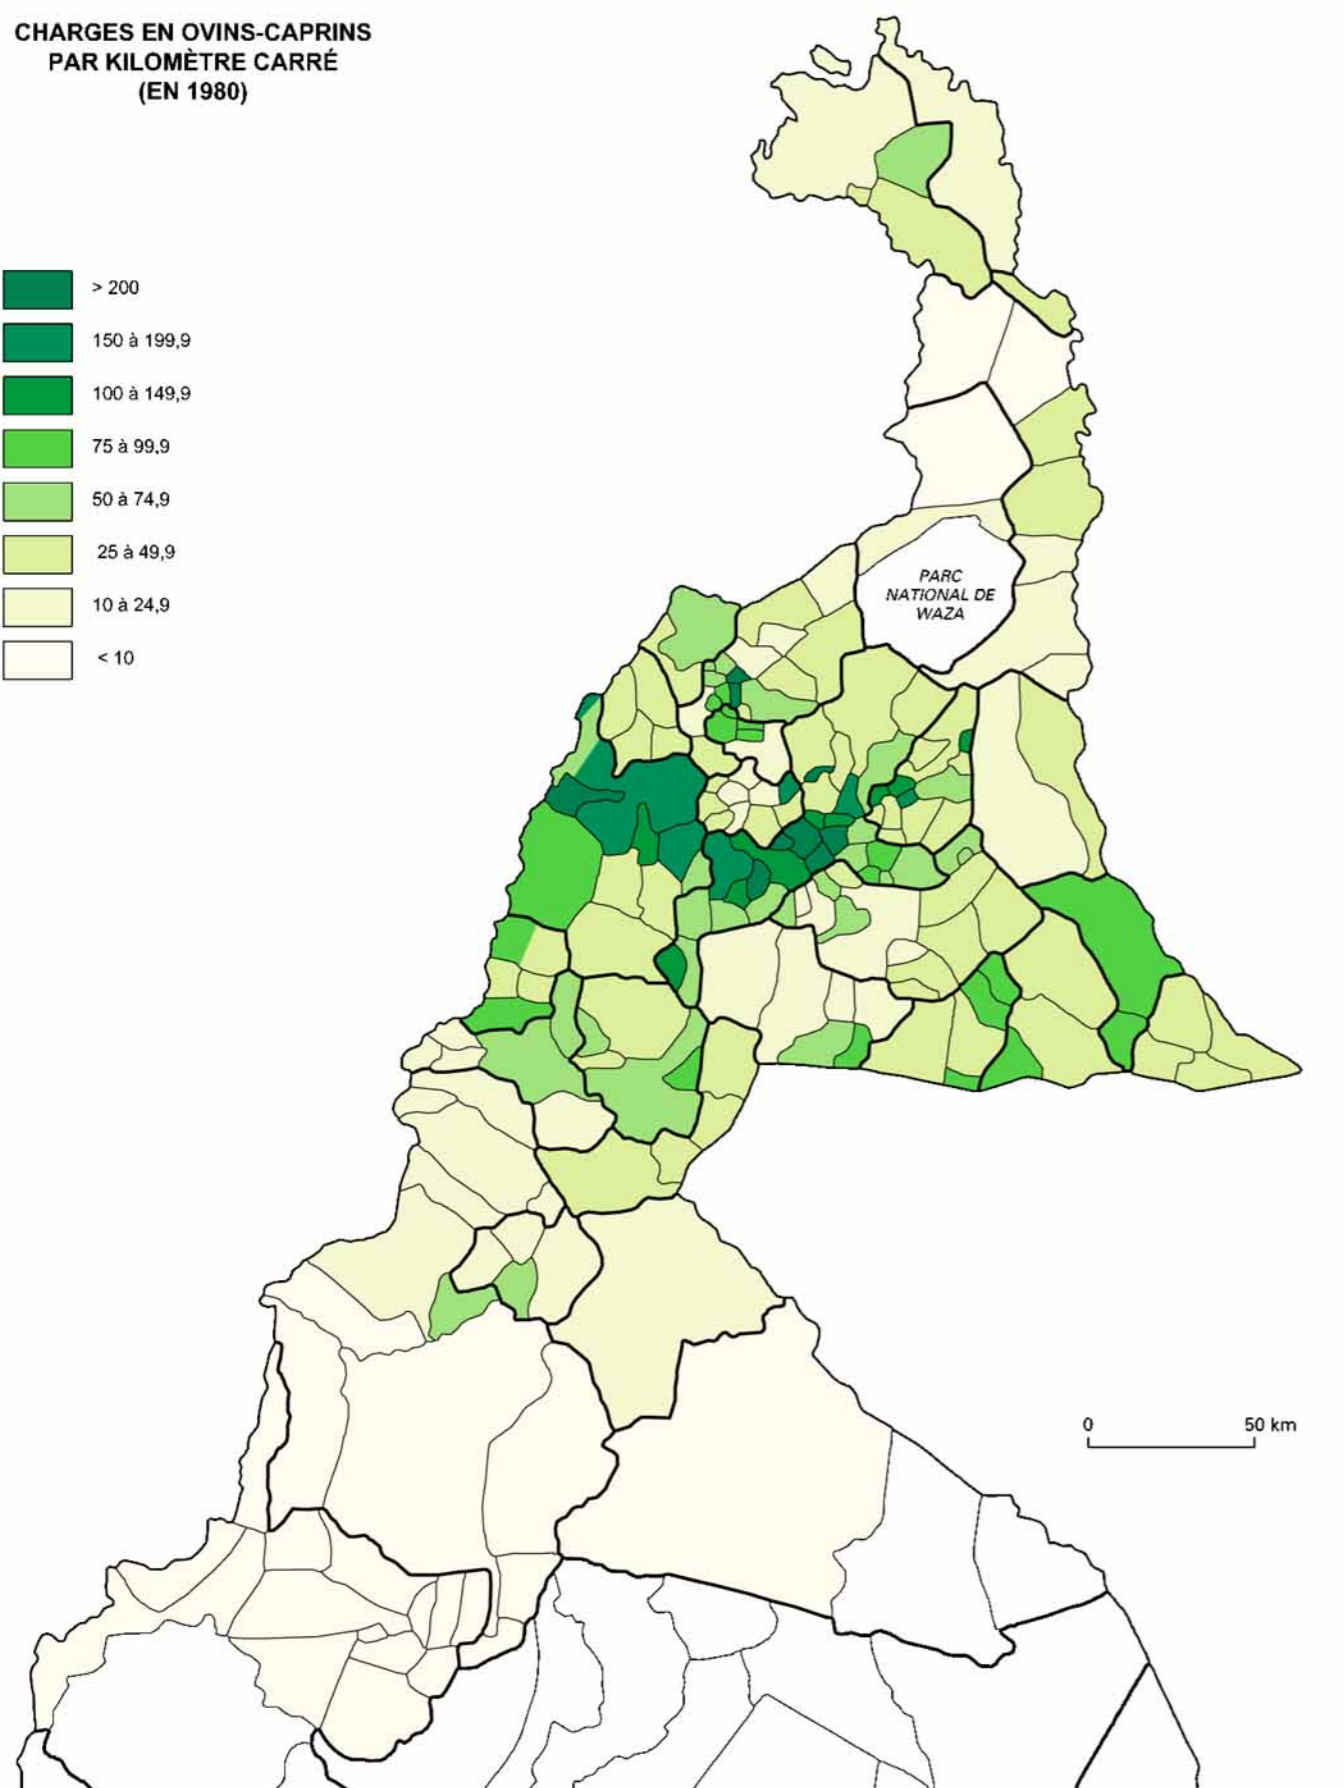 CHARGES EN OVINS-CAPRINS
PAR KILOMÈTRE CARRÉ
(EN 1980)
> 200
150 à 199,9
100 à 149,9
75 à 99,9
50 à 74,9
25 à 49,9
10 à 24,9
< 10
PARC
NATIONAL DE
WAZA
0 50 km